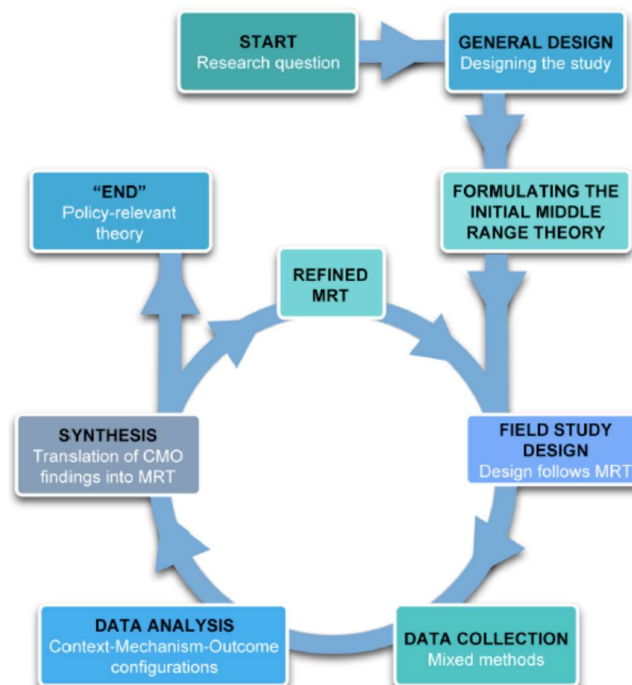 START
Research question
GENERAL DESIGN
Designing the study
"END"
Policy-relevant
theory
FORMULATING THE
INITIAL MIDDLE
RANGE THEORY
REFINED
MRT
SYNTHESIS
Translation of CMO
findings into MRT
FIELD STUDY
DESIGN
Design follows MRT
DATA ANALYSIS
Context-Mechanism-Outcome
configurations
DATA COLLECTION
Mixed methods